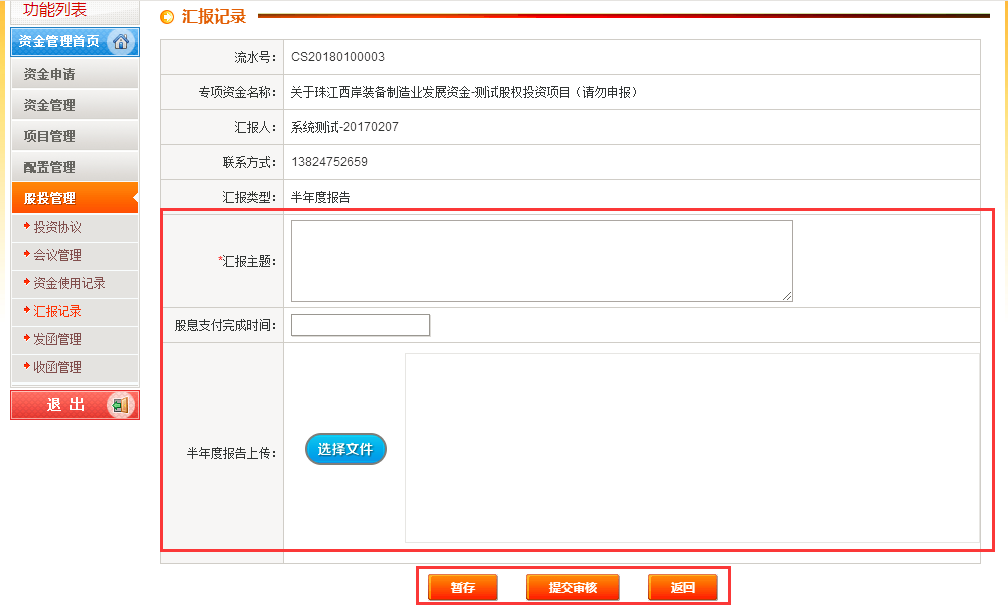 功能列表
资金管理首页
资金申请
资金管理
项目管理
配置管理
股投管理
投资协议
会议管理
资金使用记录
汇报记录
发函管理
收函管理
退 出
汇报记录
流水号： CS20180100003
专项资金名称： 关于珠江西岸装备制造业发展资金-测试股权投资项目（请勿申报）
汇报人： 系统测试-20170207
联系方式： 13824752659
汇报类型： 半年度报告
*汇报主题：
股息支付完成时间：
半年度报告上传： 选择文件
暂存 提交审核 返回